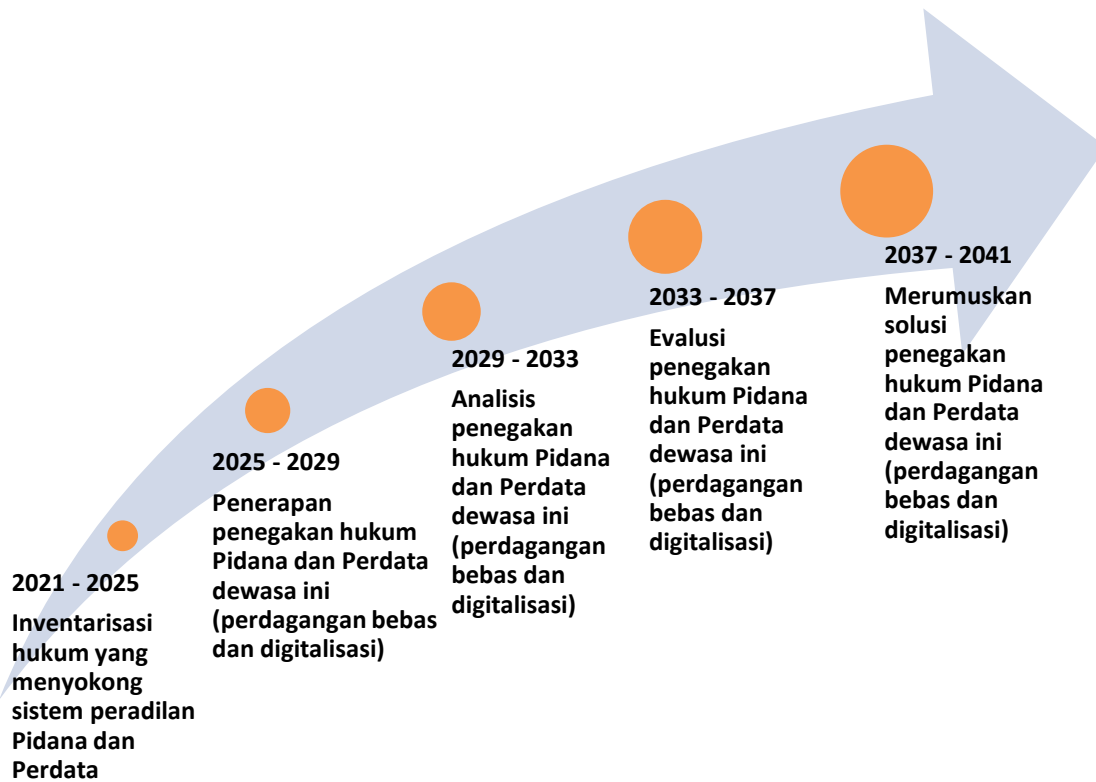 2021 - 2025
Inventarisasi
hukum yang
menyokong
sistem peradilan
Pidana dan
Perdata
2025 - 2029
Penerapan
penegakan hukum
Pidana dan Perdata
dewasa ini
(perdagangan bebas
dan digitalisasi)
2029 - 2033
Analisis
penegakan
hukum Pidana
dan Perdata
dewasa ini
(perdagangan
bebas dan
digitalisasi)
2033 - 2037
Evalusi
penegakan
hukum Pidana
dan Perdata
dewasa ini
(perdagangan
bebas dan
digitalisasi)
2037 - 2041
Merumuskan
solusi
penegakan
hukum Pidana
dan Perdata
dewasa ini
(perdagangan
bebas dan
digitalisasi)